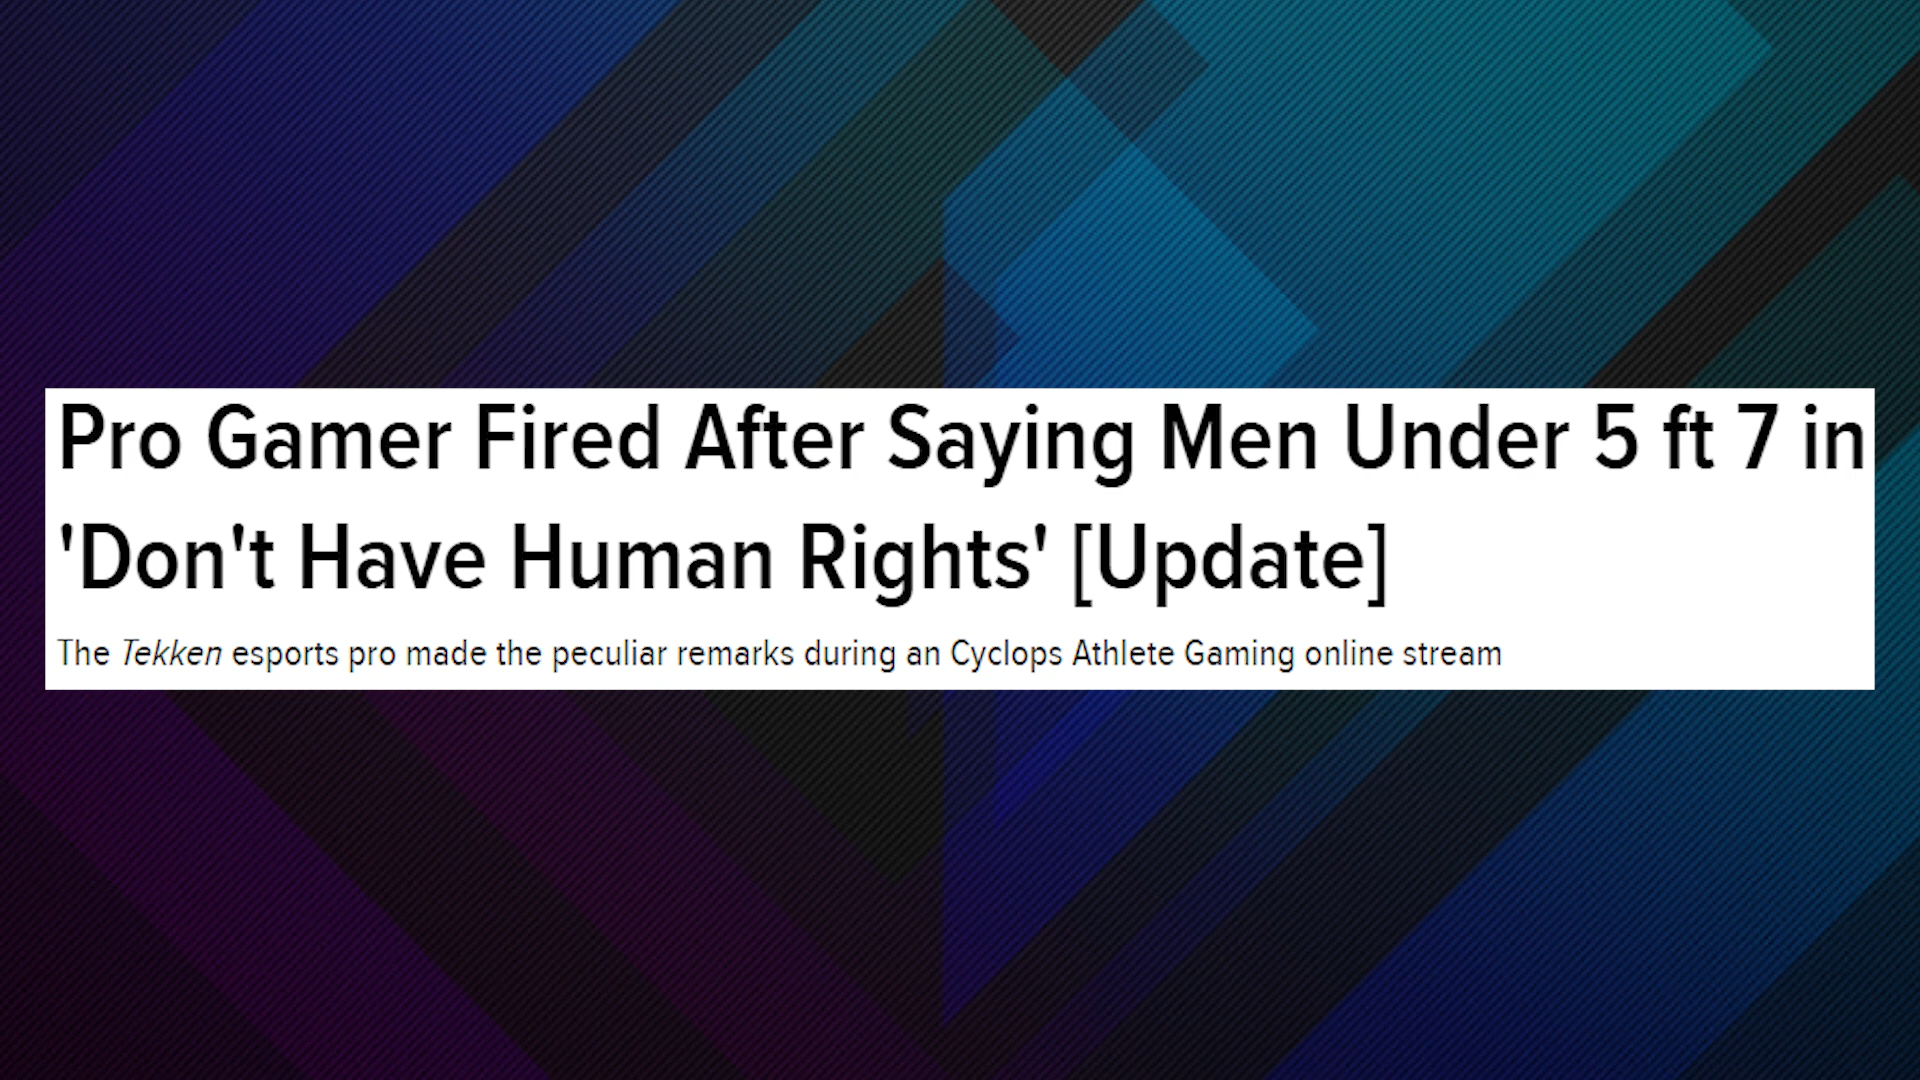 Pro Gamer Fired After Saying Men Under 5 ft 7 in
'Don't Have Human Rights' [Update]
The Tekken esports pro made the peculiar remarks during an Cyclops Athlete Gaming online stream